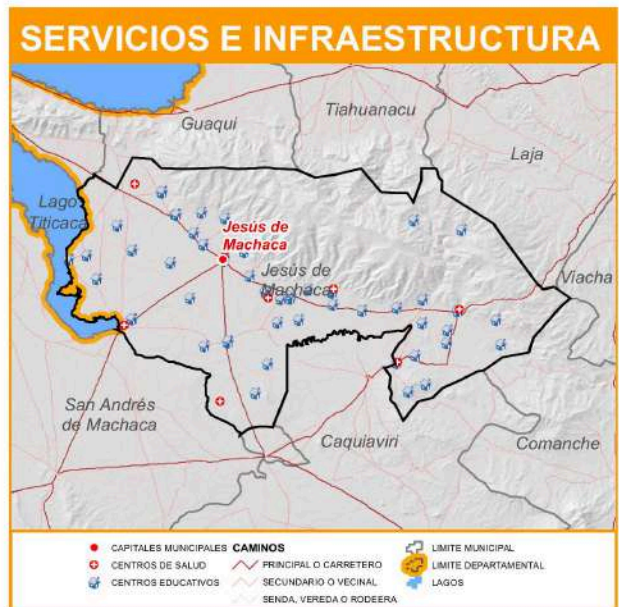 SERVICIOS E INFRAESTRUCTURA
Tiahuanacu
Guaqui
Laja
Lago
Titicaca
Jesús de
Machaca
Jesús de
Machaca
Viacha
San Andrés
de Machaca
Caquiaviri
Comanche
CAPITALES MUNICIPALES
CENTROS DE SALUD
CENTROS EDUCATIVOS
CAMINOS
PRINCIPAL O CARRETERO
SECUNDARIO O VECINAL
SENDA, VEREDA O RODEERA
LIMITE MUNICIPAL
LIMITE DEPARTAMENTAL
LAGOS